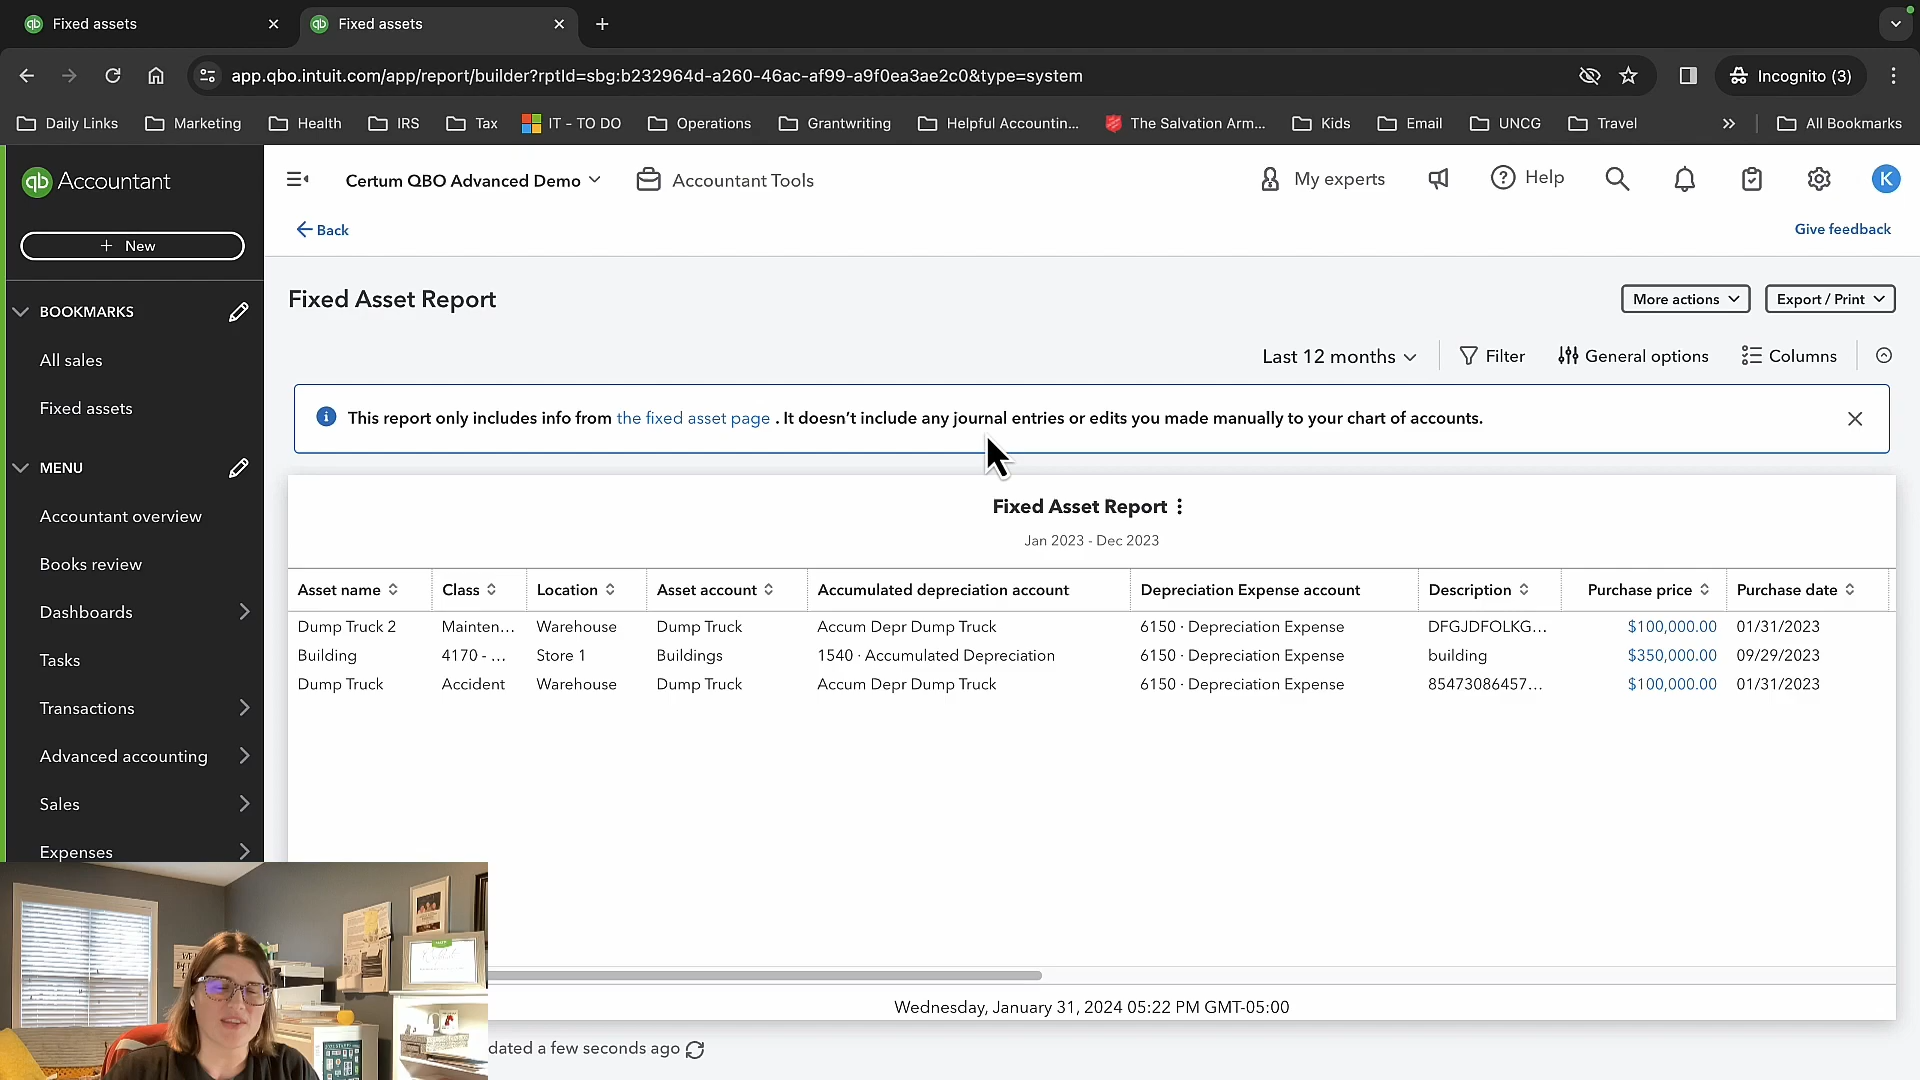 Fixed assets
Fixed assets
app.qbo.intuit.com/app/report/builder?rptId=sbg:b232964d-a260-46ac-af99-a9f0ea3ae2c0&type=system
Incognito (3)
Daily Links
Marketing
Health
IRS
Tax
IT - TO DO
Operations
Grantwriting
Helpful Accountin...
The Salvation Arm...
Kids
Email
UNCG
Travel
All Bookmarks
qb Accountant
Certum QBO Advanced Demo
Accountant Tools
My experts
Help
K
+ New
Back
Give feedback
BOOKMARKS
All sales
Fixed assets
MENU
Accountant overview
Books review
Dashboards
Tasks
Transactions
Advanced accounting
Sales
Expenses
Fixed Asset Report
More actions
Export / Print
Last 12 months
Filter
General options
Columns
This report only includes info from the fixed asset page . It doesn't include any journal entries or edits you made manually to your chart of accounts.
Fixed Asset Report
Jan 2023 - Dec 2023
Asset name Class Location Asset account Accumulated depreciation account Depreciation Expense account Description Purchase price Purchase date
Dump Truck 2 Mainten... Warehouse Dump Truck Accum Depr Dump Truck 6150 · Depreciation Expense DFGJDFOLKG... $100,000.00 01/31/2023
Building 4170 - ... Store 1 Buildings 1540 · Accumulated Depreciation 6150 · Depreciation Expense building $350,000.00 09/29/2023
Dump Truck Accident Warehouse Dump Truck Accum Depr Dump Truck 6150 · Depreciation Expense 85473086457... $100,000.00 01/31/2023
Wednesday, January 31, 2024 05:22 PM GMT-05:00
dated a few seconds ago